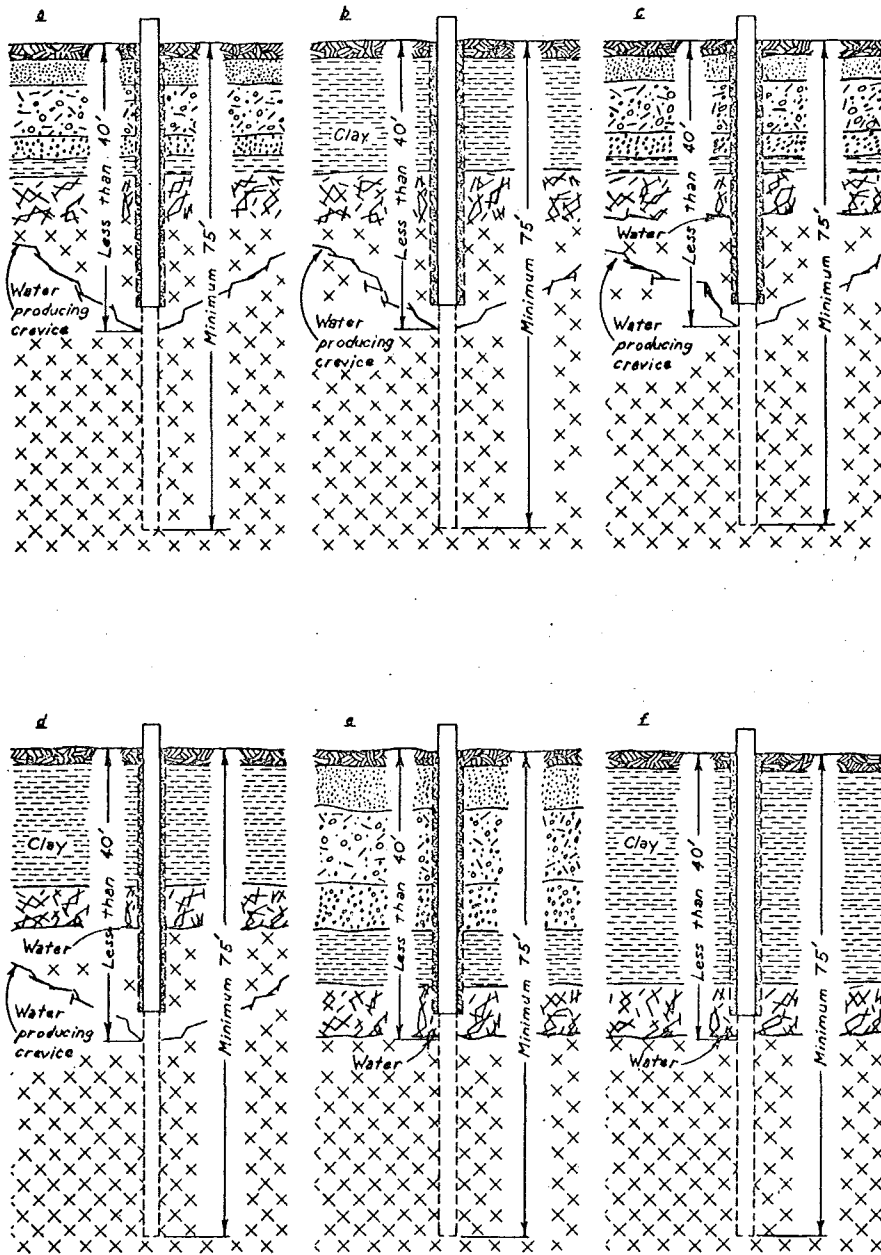 a
Less than 40'
Minimum 75'
Water
producing
crevice
b
Clay
Less than 40'
Minimum 75'
Water
producing
crevice
c
Less than 40'
Minimum 75'
Water
Water
producing
crevice
d
Clay
Less than 40'
Minimum 75'
Water
Water
producing
crevice
e
Less than 40'
Minimum 75'
Water
f
Clay
Less than 40'
Minimum 75'
Water